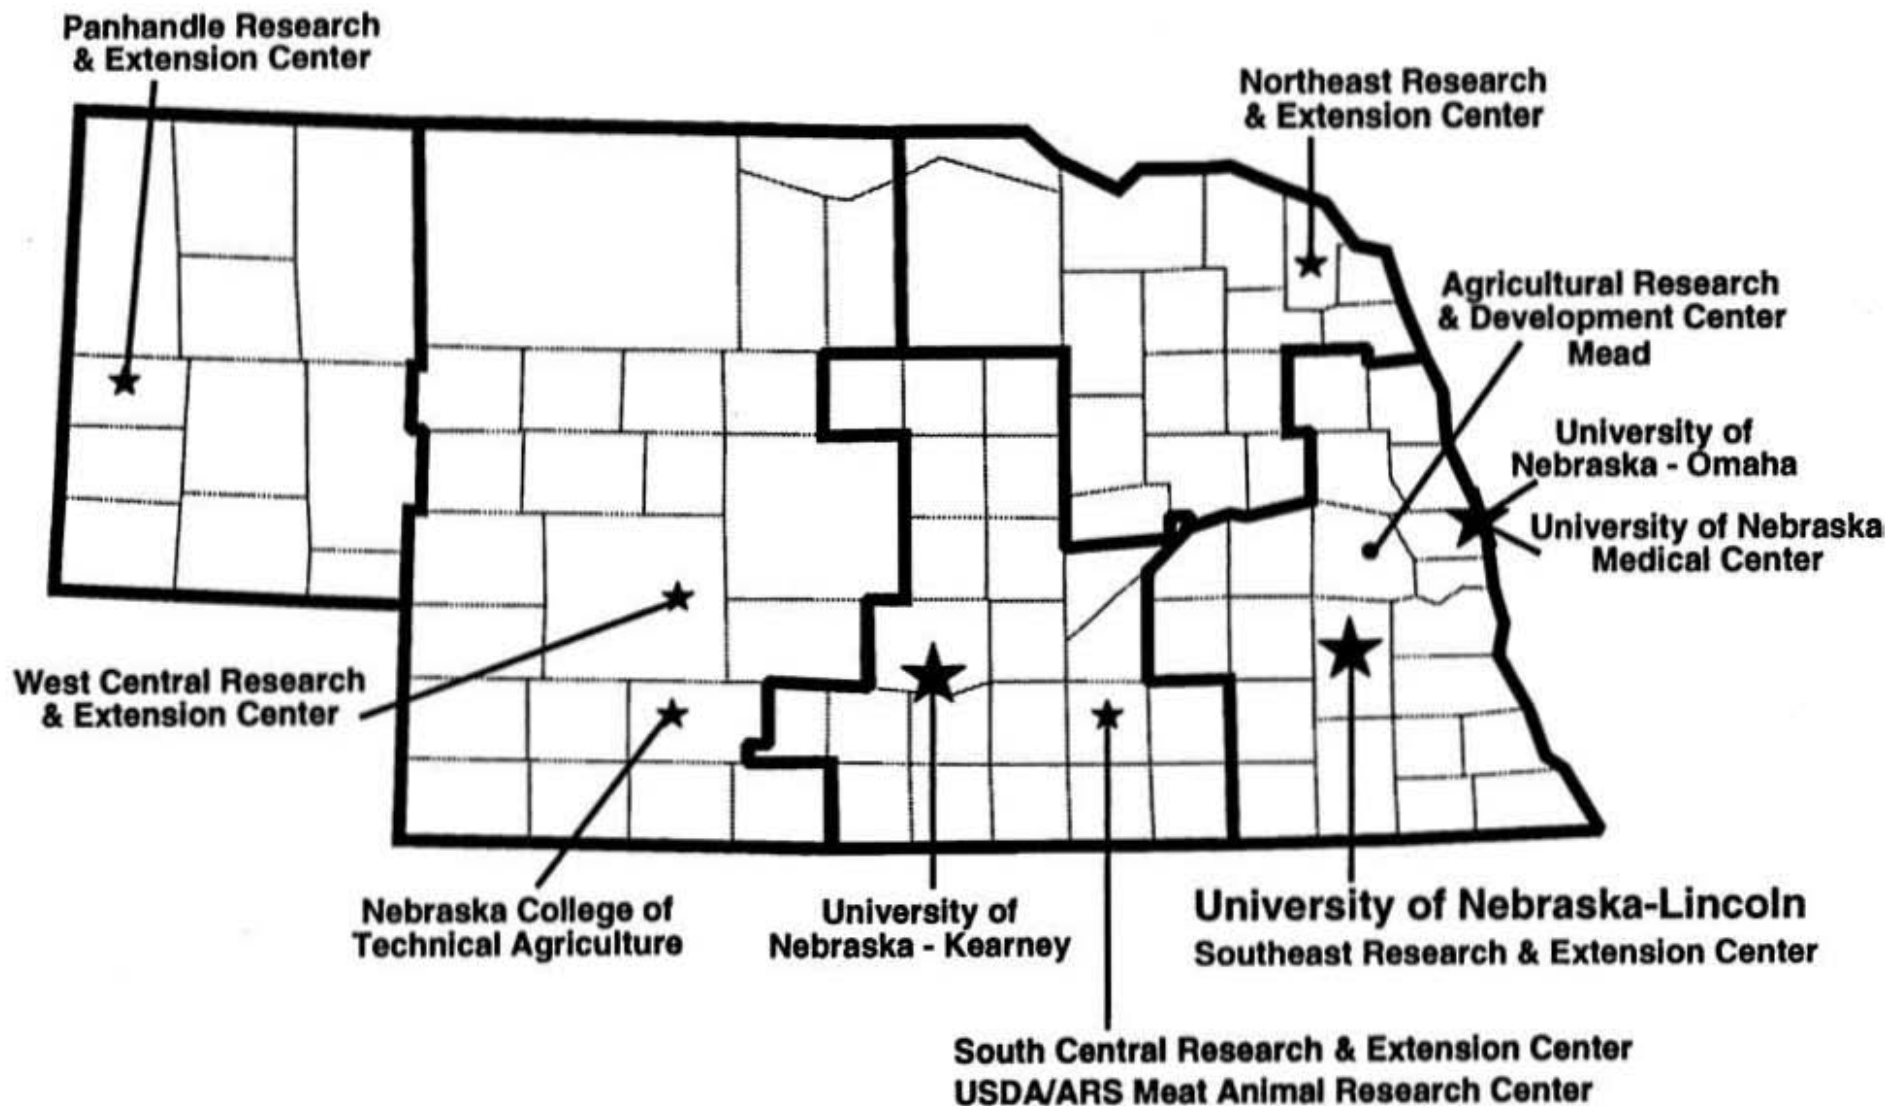 Panhandle Research
& Extension Center
Northeast Research
& Extension Center
Agricultural Research
& Development Center
Mead
University of
Nebraska - Omaha
University of Nebraska
Medical Center
West Central Research
& Extension Center
Nebraska College of
Technical Agriculture
University of
Nebraska - Kearney
University of Nebraska-Lincoln
Southeast Research & Extension Center
South Central Research & Extension Center
USDA/ARS Meat Animal Research Center